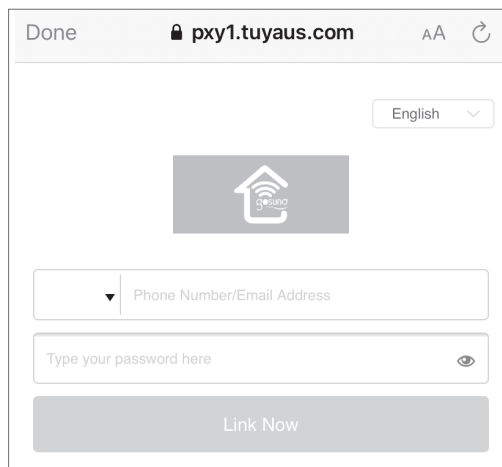 Done pxy1.tuyaus.com AA
English
gosund
Phone Number/Email Address
Type your password here
Link Now